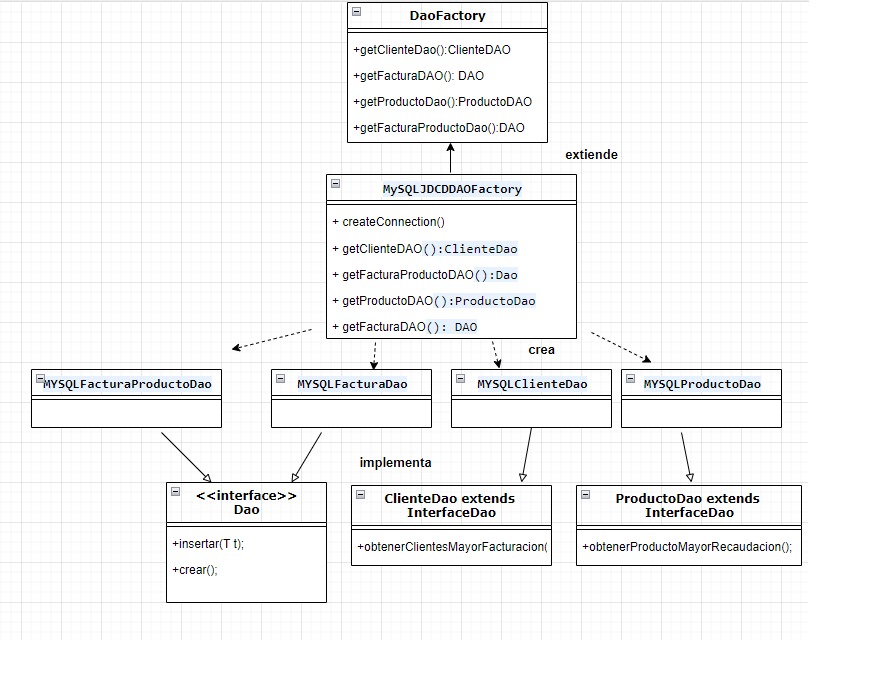 DaoFactory
+getClienteDao():ClienteDAO
+getFacturaDAO(): DAO
+getProductoDao():ProductoDAO
+getFacturaProductoDao():DAO
extiende
MySQLJDCDDAOFactory
+ createConnection()
+ getClienteDAO():ClienteDao
+ getFacturaProductoDAO():Dao
+ getProductoDAO():ProductoDao
+ getFacturaDAO(): DAO
crea
MYSQLFacturaProductoDao
MYSQLFacturaDao
MYSQLClienteDao
MYSQLProductoDao
implementa
<<interface>>
Dao
+insertar(T t);
+crear();
ClienteDao extends
InterfaceDao
+obtenerClientesMayorFacturacion(
ProductoDao extends
InterfaceDao
+obtenerProductoMayorRecaudacion();